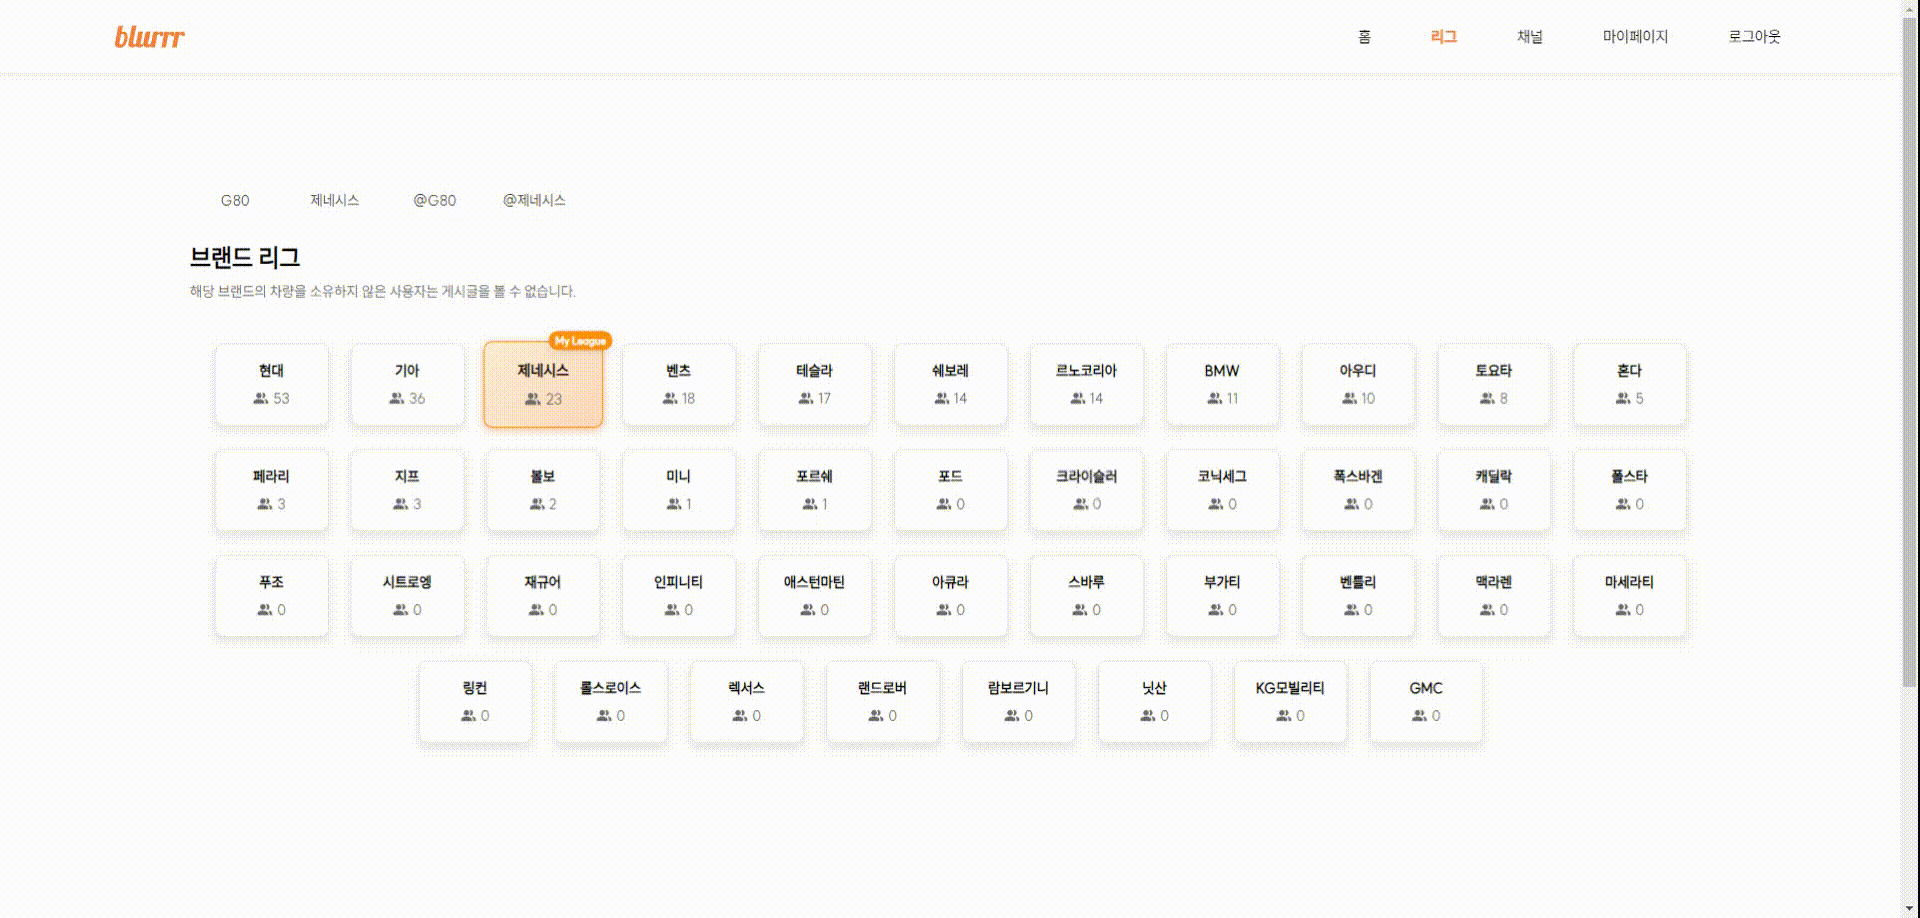 blurrr 홈 리그 채널 마이페이지 로그아웃
G80 제네시스 @G80 @제네시스
브랜드 리그
해당 브랜드의 차량을 소유하지 않은 사용자는 게시글을 볼 수 없습니다.
My League
현대 기아 제네시스 벤츠 테슬라 쉐보레 르노코리아 BMW 아우디 토요타 혼다
53 36 23 18 17 14 14 11 10 8 5
페라리 지프 볼보 미니 포르쉐 포드 크라이슬러 코닉세그 폭스바겐 캐딜락 폴스타
3 3 2 1 1 0 0 0 0 0 0
푸조 시트로엥 재규어 인피니티 애스턴마틴 아큐라 스바루 부가티 벤틀리 맥라렌 마세라티
0 0 0 0 0 0 0 0 0 0 0
링컨 롤스로이스 렉서스 랜드로버 람보르기니 닛산 KG모빌리티 GMC
0 0 0 0 0 0 0 0